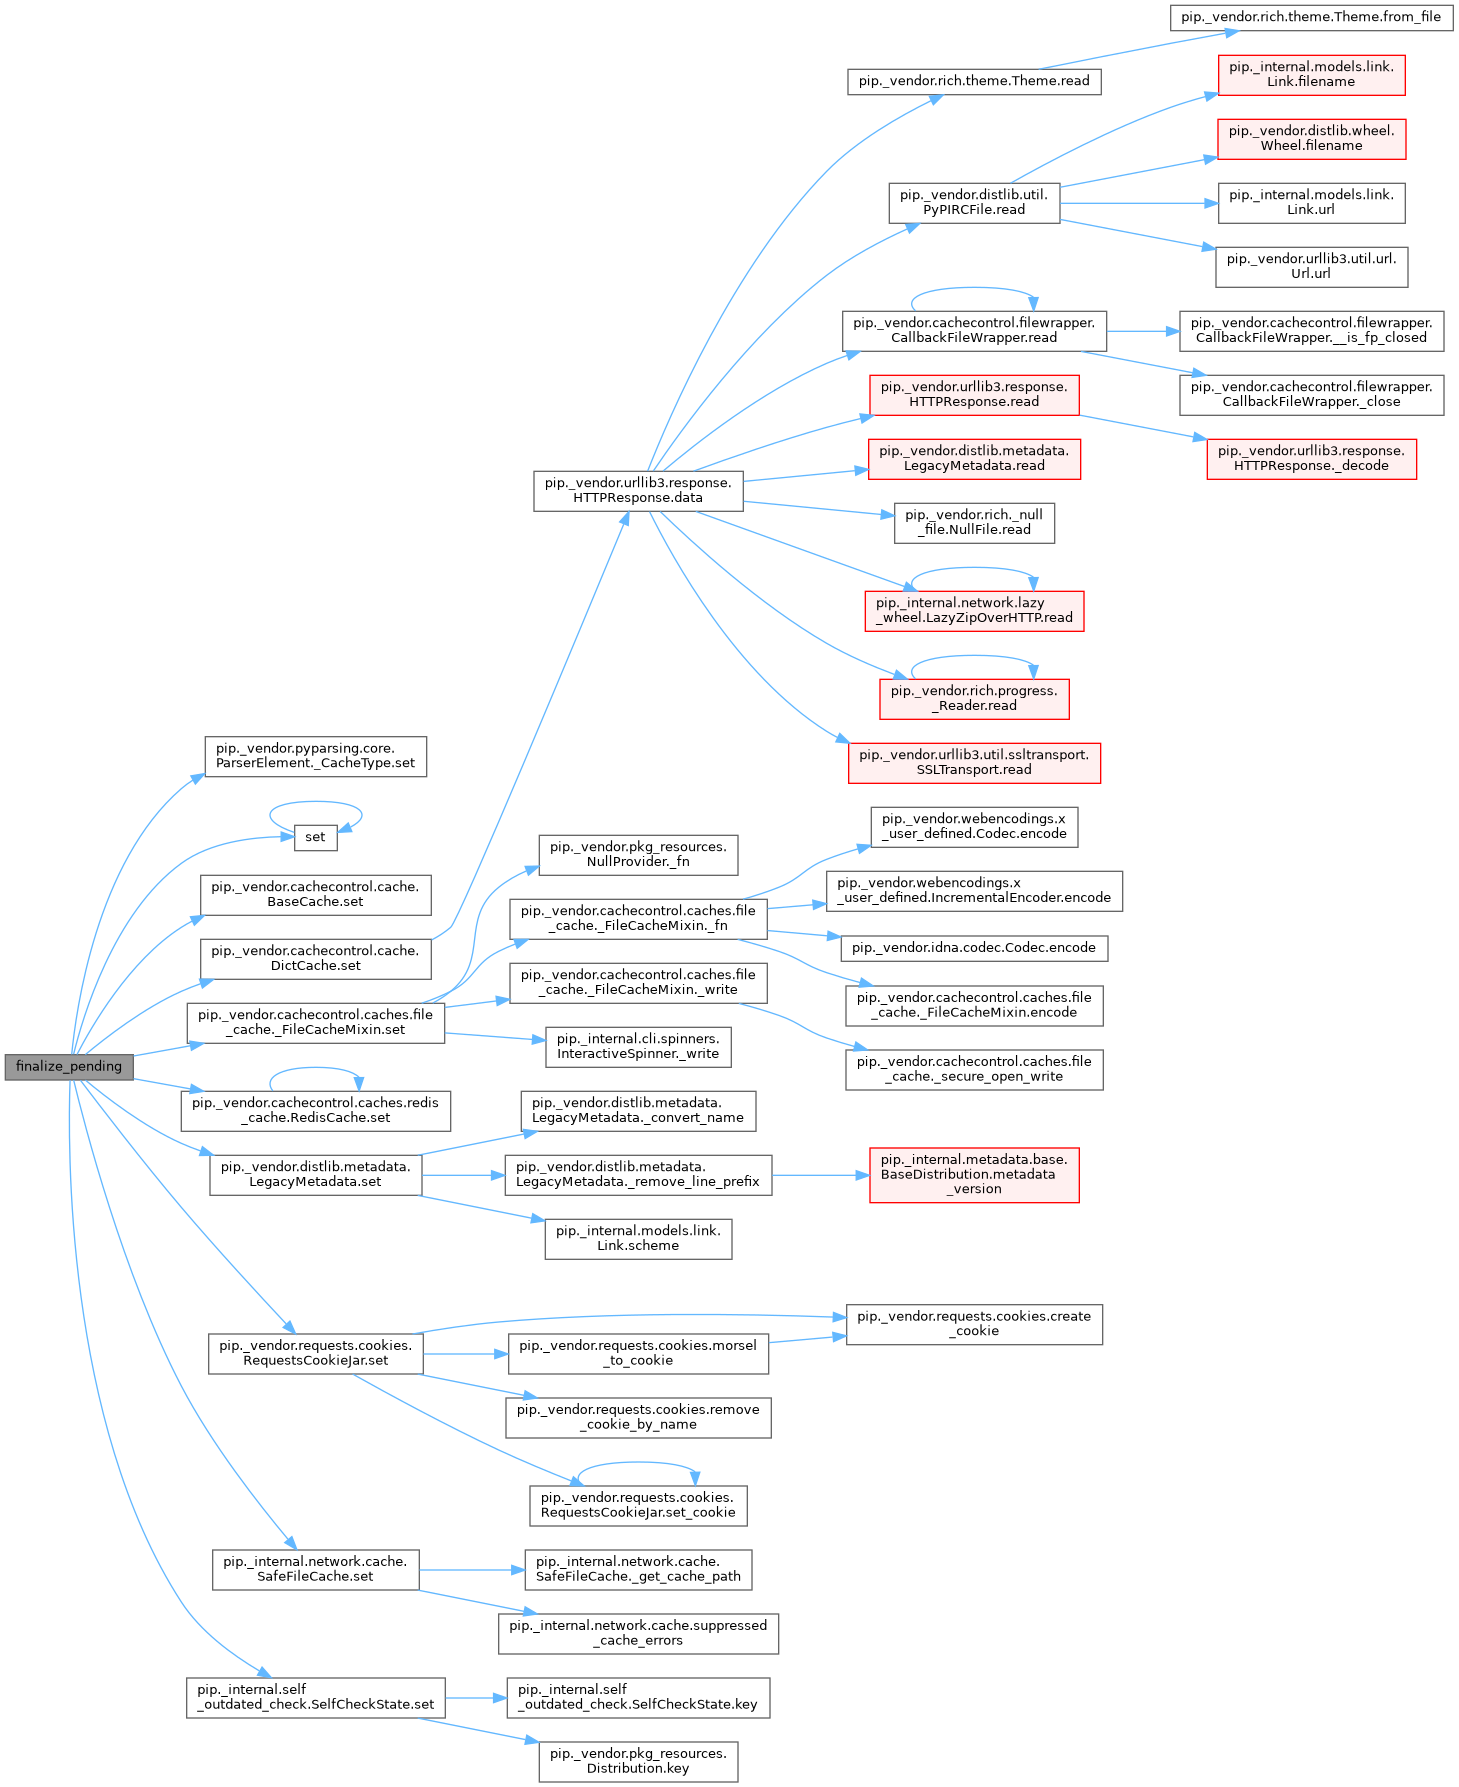 pip._vendor.rich.theme.Theme.from_file
pip._internal.models.link.
Link.filename
pip._vendor.rich.theme.Theme.read
pip._vendor.distlib.wheel.
Wheel.filename
pip._vendor.distlib.util.
PyPIRCFile.read
pip._internal.models.link.
Link.url
pip._vendor.urllib3.util.url.
Url.url
pip._vendor.cachecontrol.filewrapper.
CallbackFileWrapper.read
pip._vendor.cachecontrol.filewrapper.
CallbackFileWrapper.__is_fp_closed
pip._vendor.cachecontrol.filewrapper.
CallbackFileWrapper._close
pip._vendor.urllib3.response.
HTTPResponse.read
pip._vendor.urllib3.response.
HTTPResponse._decode
pip._vendor.distlib.metadata.
LegacyMetadata.read
pip._vendor.urllib3.response.
HTTPResponse.data
pip._vendor.rich._null
_file.NullFile.read
pip._internal.network.lazy
_wheel.LazyZipOverHTTP.read
pip._vendor.rich.progress.
_Reader.read
pip._vendor.urllib3.util.ssltransport.
SSLTransport.read
pip._vendor.pyparsing.core.
ParserElement._CacheType.set
set
pip._vendor.cachecontrol.cache.
BaseCache.set
pip._vendor.cachecontrol.cache.
DictCache.set
pip._vendor.cachecontrol.caches.file
_cache._FileCacheMixin.set
pip._vendor.pkg_resources.
NullProvider._fn
pip._vendor.cachecontrol.caches.file
_cache._FileCacheMixin._fn
pip._vendor.cachecontrol.caches.file
_cache._FileCacheMixin._write
pip._internal.cli.spinners.
InteractiveSpinner._write
pip._vendor.webencodings.x
_user_defined.Codec.encode
pip._vendor.webencodings.x
_user_defined.IncrementalEncoder.encode
pip._vendor.idna.codec.Codec.encode
pip._vendor.cachecontrol.caches.file
_cache._FileCacheMixin.encode
pip._vendor.cachecontrol.caches.file
_cache._secure_open_write
finalize_pending
pip._vendor.cachecontrol.caches.redis
_cache.RedisCache.set
pip._vendor.distlib.metadata.
LegacyMetadata.set
pip._vendor.distlib.metadata.
LegacyMetadata._convert_name
pip._vendor.distlib.metadata.
LegacyMetadata._remove_line_prefix
pip._internal.metadata.base.
BaseDistribution.metadata
_version
pip._internal.models.link.
Link.scheme
pip._vendor.requests.cookies.
RequestsCookieJar.set
pip._vendor.requests.cookies.create
_cookie
pip._vendor.requests.cookies.morsel
_to_cookie
pip._vendor.requests.cookies.remove
_cookie_by_name
pip._vendor.requests.cookies.
RequestsCookieJar.set_cookie
pip._internal.network.cache.
SafeFileCache.set
pip._internal.network.cache.
SafeFileCache._get_cache_path
pip._internal.network.cache.suppressed
_cache_errors
pip._internal.self
_outdated_check.SelfCheckState.set
pip._internal.self
_outdated_check.SelfCheckState.key
pip._vendor.pkg_resources.
Distribution.key